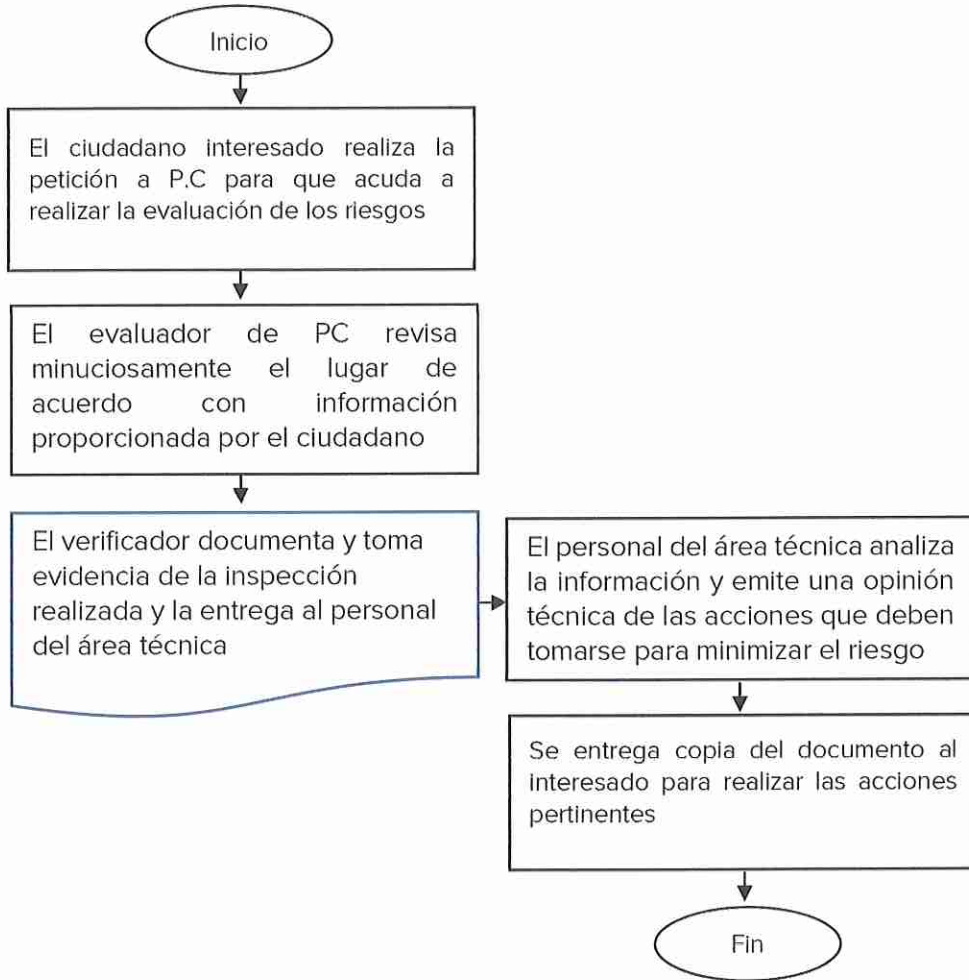 Inicio
El ciudadano interesado realiza la
petición a P.C para que acuda a
realizar la evaluación de los riesgos
El evaluador de PC revisa
minuciosamente el lugar de
acuerdo con información
proporcionada por el ciudadano
El verificador documenta y toma
evidencia de la inspección
realizada y la entrega al personal
del área técnica
El personal del área técnica analiza
la información y emite una opinión
técnica de las acciones que deben
tomarse para minimizar el riesgo
Se entrega copia del documento al
interesado para realizar las acciones
pertinentes
Fin